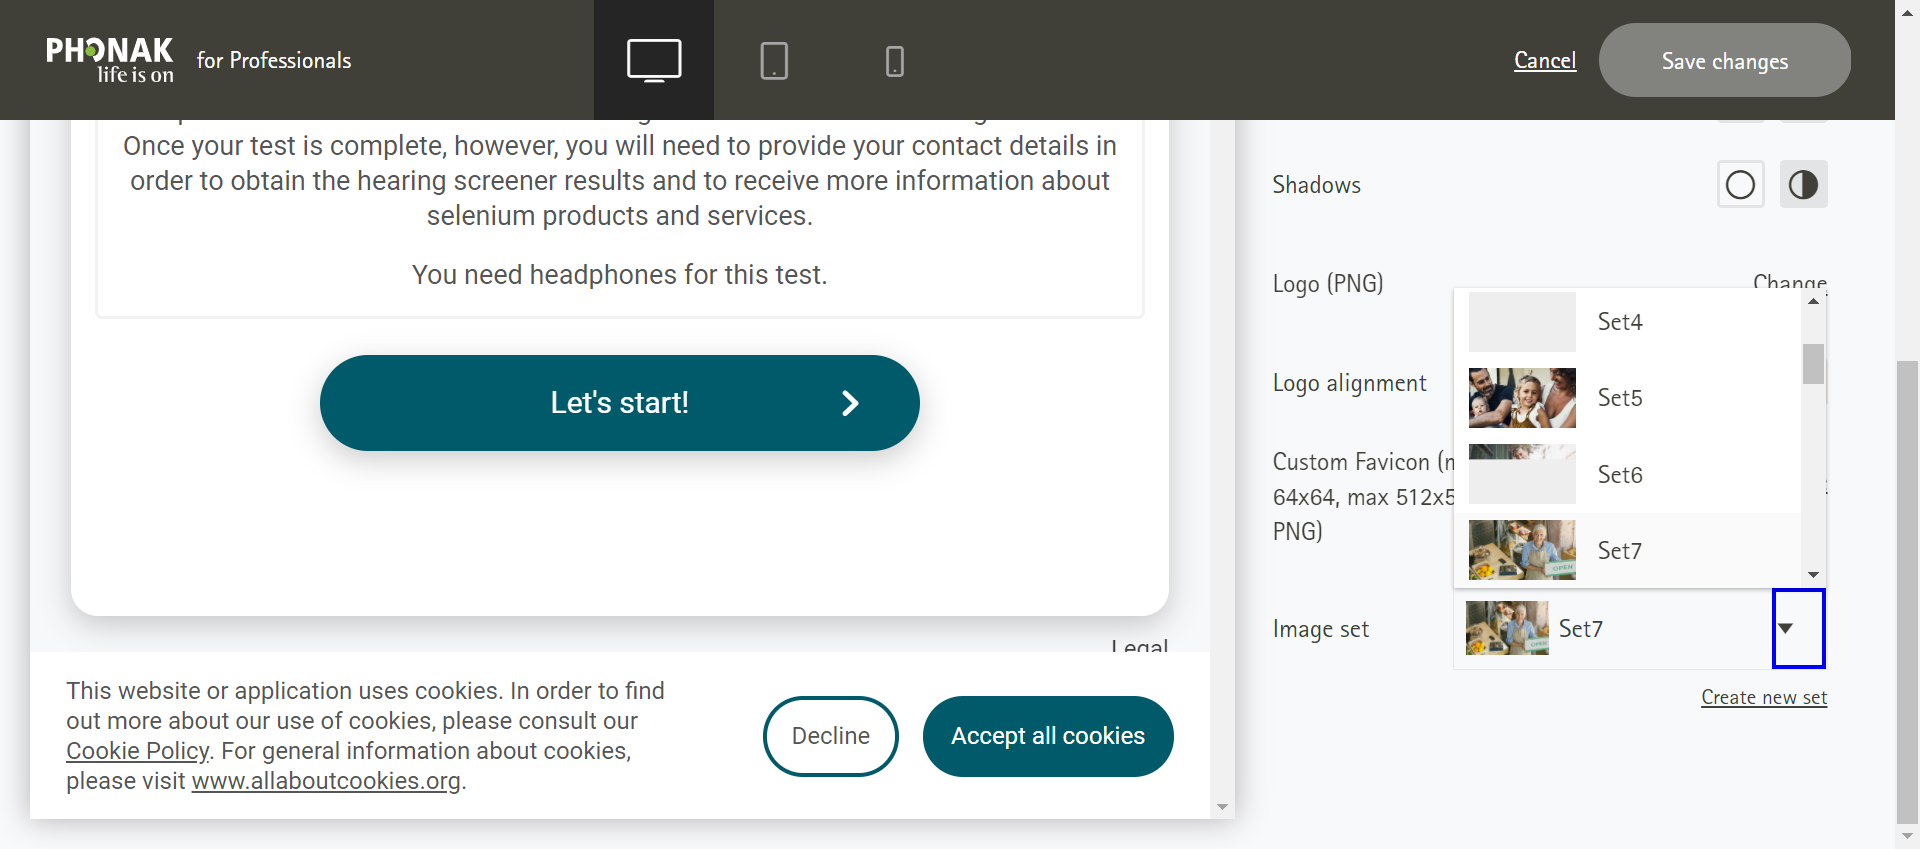 PHONAK
life is on
for Professionals
Cancel
Save changes
Once your test is complete, however, you will need to provide your contact details in
order to obtain the hearing screener results and to receive more information about
selenium products and services.
You need headphones for this test.
Let's start!
Legal
This website or application uses cookies. In order to find
out more about our use of cookies, please consult our
Cookie Policy. For general information about cookies,
please visit www.allaboutcookies.org.
Decline
Accept all cookies
Shadows
Logo (PNG)
Change
Logo alignment
Custom Favicon (
64x64, max 512x5
PNG)
Set4
Set5
Set6
OPEN
Set7
Image set
OPEN
Set7
Create new set